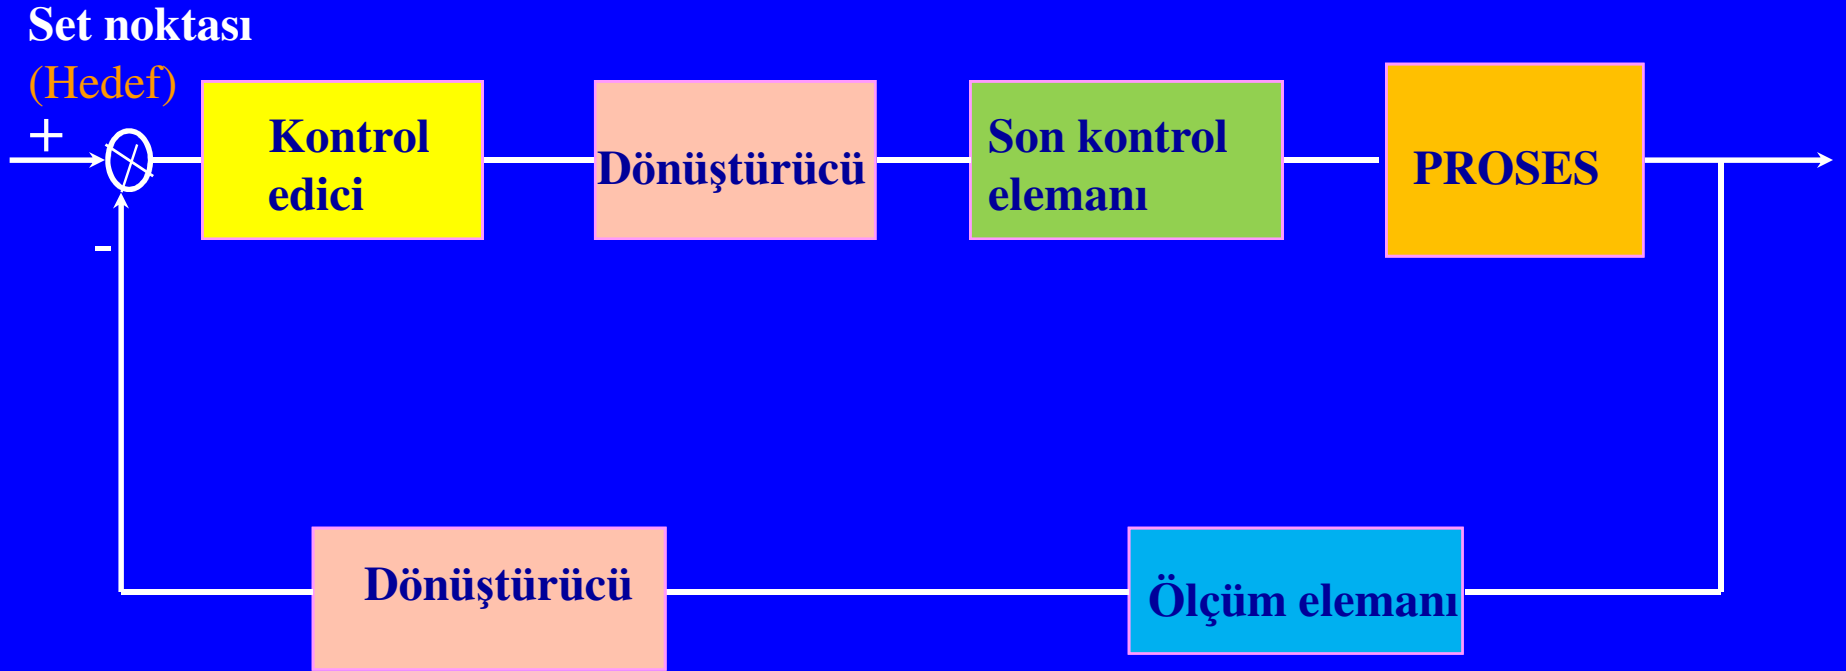 Set noktası
(Hedef)
+
-
Kontrol
edici
Dönüştürücü
Son kontrol
elemanı
PROSES
Dönüştürücü
Ölçüm elemanı